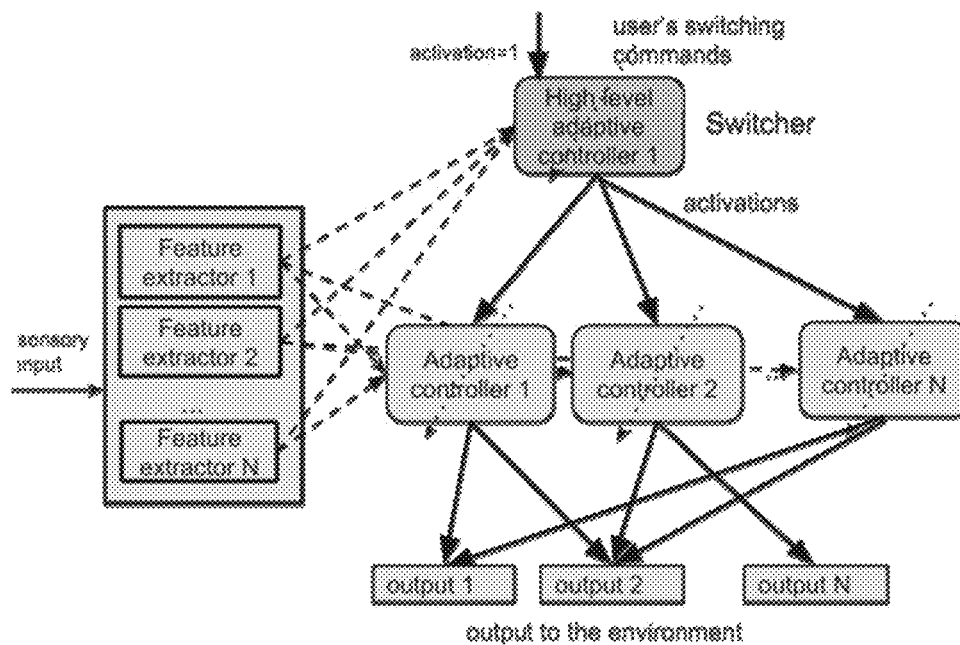 user's switching
commands
activation=1
High level
adaptive
controller 1
Switcher
activations
Feature
extractor 1
Feature
extractor 2
...
Feature
extractor N
sensory
input
Adaptive
controller 1
Adaptive
controller 2
...
Adaptive
controller N
output 1
output 2
output N
output to the environment